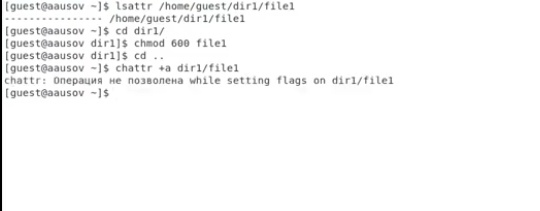 [guest@aausov ~]$ lsattr /home/guest/dir1/file1
--------------- /home/guest/dir1/file1
[guest@aausov ~]$ cd dir1/
[guest@aausov dir1]$ chmod 600 file1
[guest@aausov dir1]$ cd ..
[guest@aausov ~]$ chattr +a dir1/file1
chattr: Операция не позволена while setting flags on dir1/file1
[guest@aausov ~]$